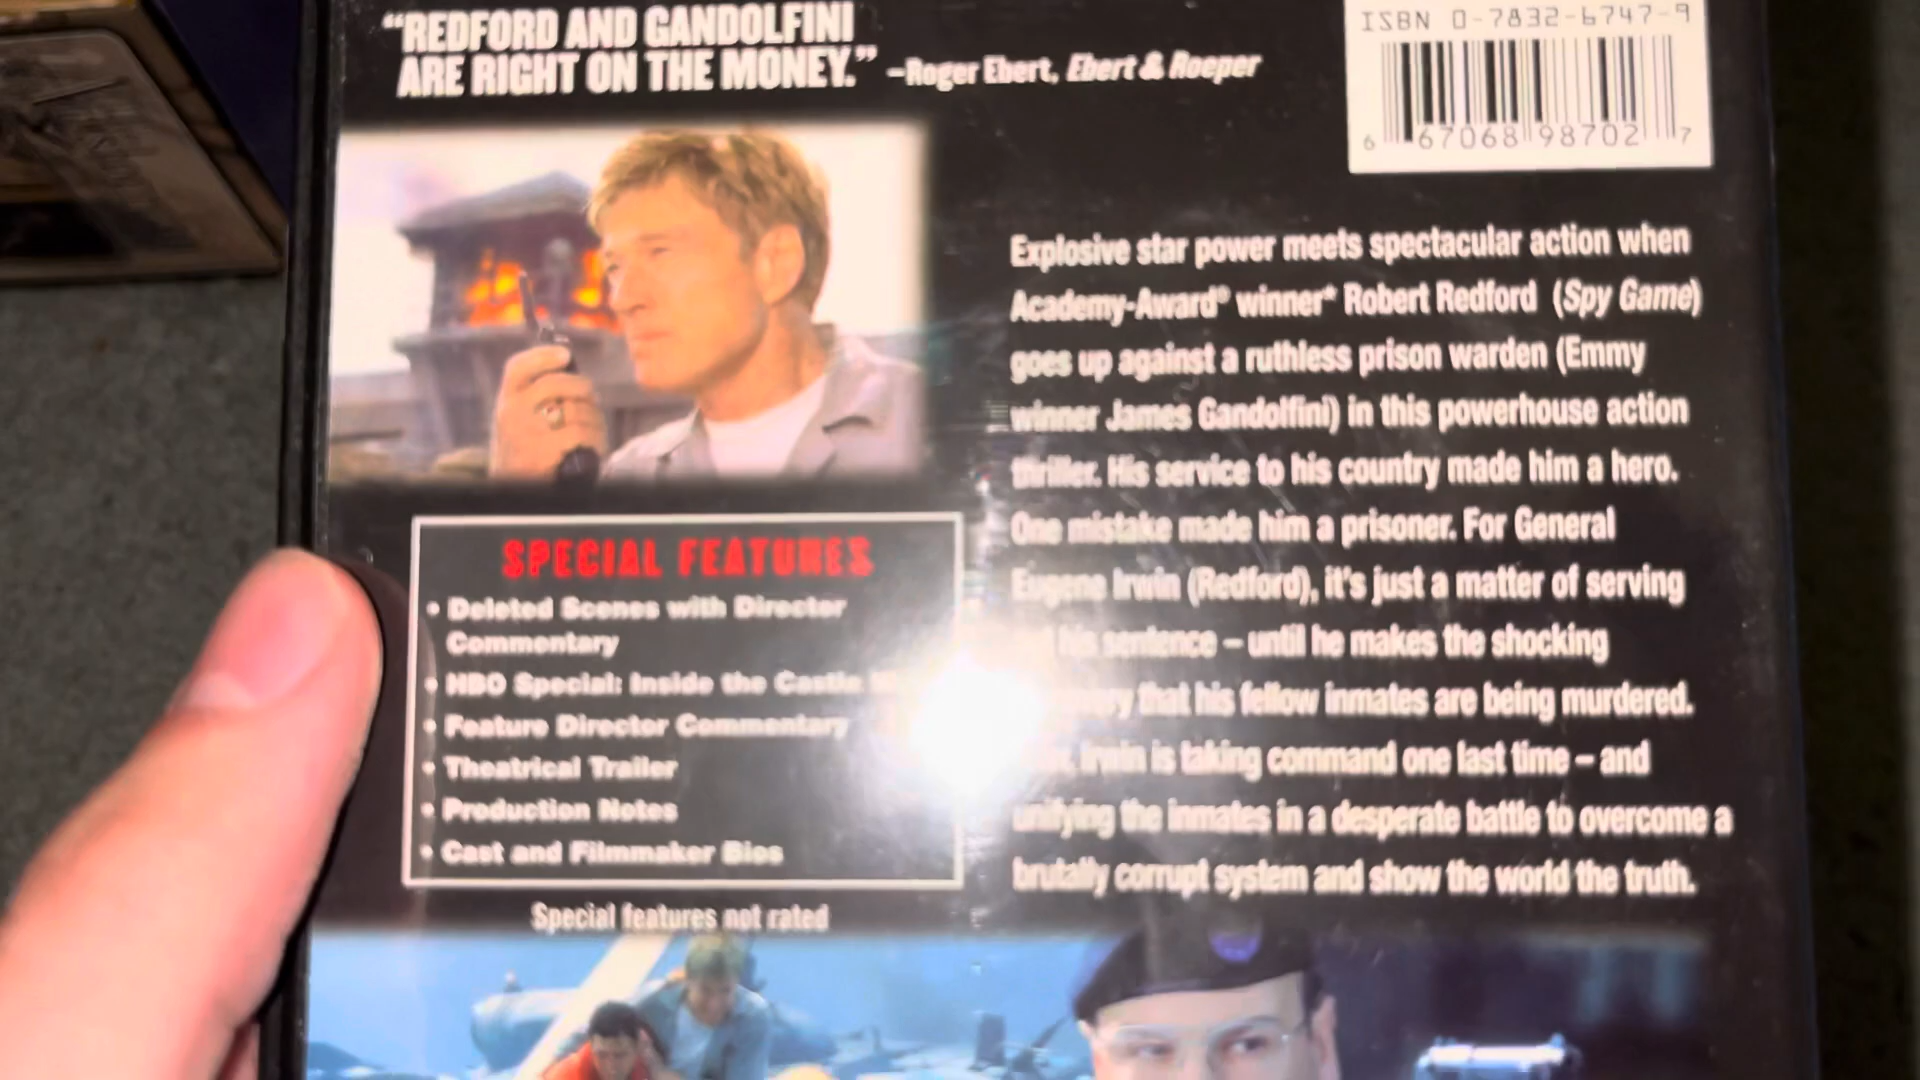 “REDFORD AND GANDOLFINI
ARE RIGHT ON THE MONEY.” –Roger Ebert, Ebert & Roeper
ISBN 0-7832-6747-9
6 67068 98702 7
Explosive star power meets spectacular action when
Academy-Award® winner* Robert Redford (Spy Game)
goes up against a ruthless prison warden (Emmy
winner James Gandolfini) in this powerhouse action
thriller. His service to his country made him a hero.
One mistake made him a prisoner. For General
Eugene Irwin (Redford), it's just a matter of serving
his sentence – until he makes the shocking
that his fellow inmates are being murdered.
Irwin is taking command one last time – and
unifying the inmates in a desperate battle to overcome a
brutally corrupt system and show the world the truth.
SPECIAL FEATURES
• Deleted Scenes with Director
Commentary
• HBO Special: Inside the Castle
• Feature Director Commentary
• Theatrical Trailer
• Production Notes
• Cast and Filmmaker Bios
Special features not rated